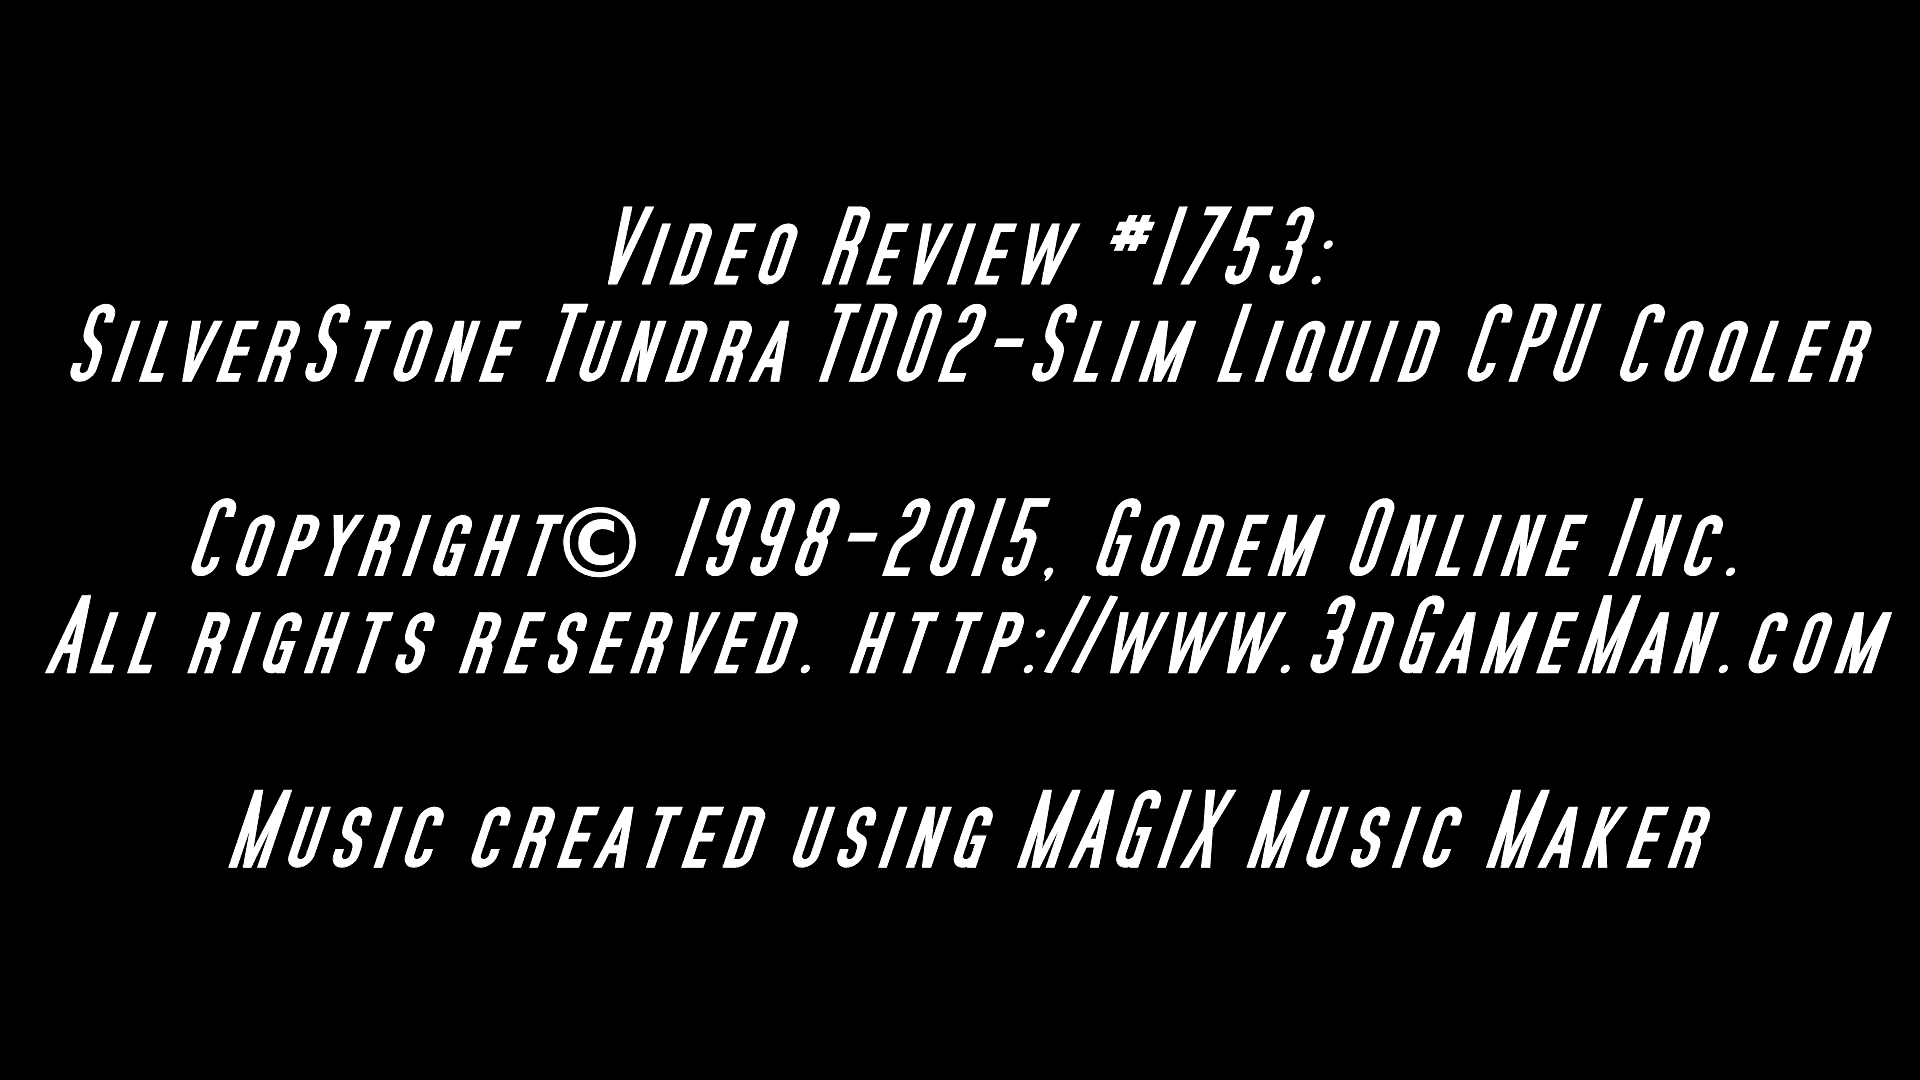 Video Review #1753:
SilverStone Tundra TD02-Slim Liquid CPU Cooler
Copyright© 1998-2015, Godem Online Inc.
All rights reserved. http://www.3dGameMan.com
Music created using MAGIX Music Maker